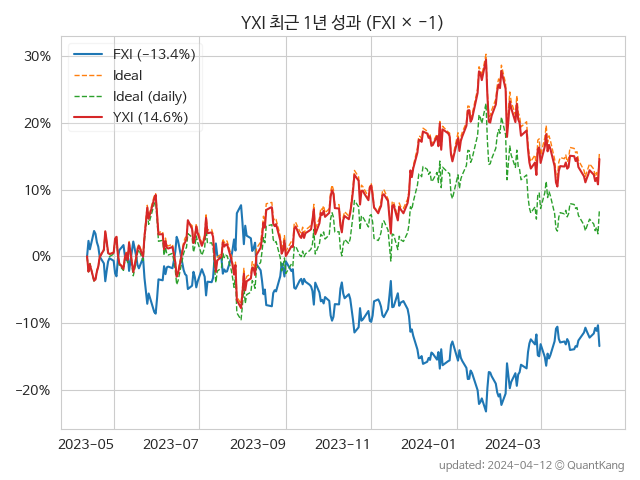 YXI 최근 1년 성과 (FXI × -1)
FXI (-13.4%)
Ideal
Ideal (daily)
YXI (14.6%)
30%
20%
10%
0%
-10%
-20%
2023-05 2023-07 2023-09 2023-11 2024-01 2024-03
updated: 2024-04-12 © QuantKang